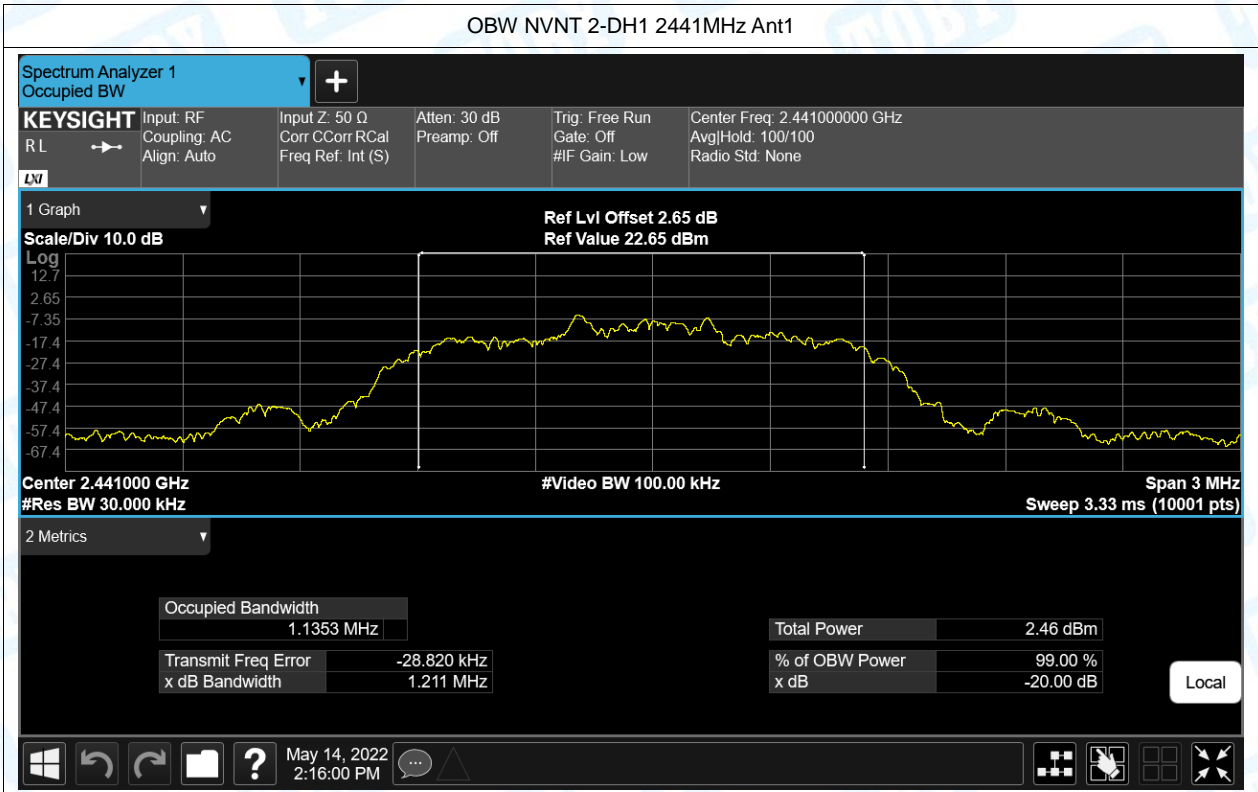 OBW NVNT 2-DH1 2441MHz Ant1
Spectrum Analyzer 1
Occupied BW
KEYSIGHT
R L
LXI
Input: RF
Coupling: AC
Align: Auto
Input Z: 50 Ω
Corr CCorr RCal
Freq Ref: Int (S)
Atten: 30 dB
Preamp: Off
Trig: Free Run
Gate: Off
#IF Gain: Low
Center Freq: 2.441000000 GHz
Avg|Hold: 100/100
Radio Std: None
1 Graph
Scale/Div 10.0 dB
Ref Lvl Offset 2.65 dB
Ref Value 22.65 dBm
Log
12.7
2.65
-7.35
-17.4
-27.4
-37.4
-47.4
-57.4
-67.4
Center 2.441000 GHz
#Res BW 30.000 kHz
#Video BW 100.00 kHz
Span 3 MHz
Sweep 3.33 ms (10001 pts)
2 Metrics
Occupied Bandwidth
1.1353 MHz
Transmit Freq Error -28.820 kHz
x dB Bandwidth 1.211 MHz
Total Power 2.46 dBm
% of OBW Power 99.00 %
x dB -20.00 dB
Local
May 14, 2022
2:16:00 PM